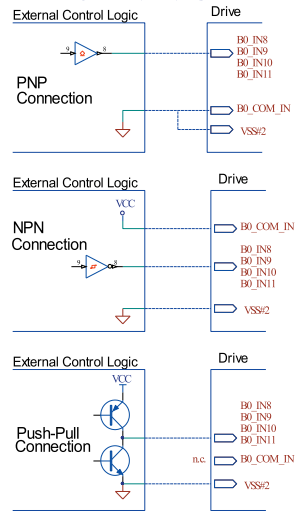 External Control Logic
Drive
9
8
B0_IN8
B0_IN9
B0_IN10
B0_IN11
PNP
Connection
B0_COM_IN
VSS#2
External Control Logic
Drive
VCC
NPN
Connection
B0_COM_IN
9
8
B0_IN8
B0_IN9
B0_IN10
B0_IN11
VSS#2
External Control Logic
Drive
VCC
B0_IN8
B0_IN9
B0_IN10
B0_IN11
Push-Pull
Connection
n.c.
B0_COM_IN
VSS#2